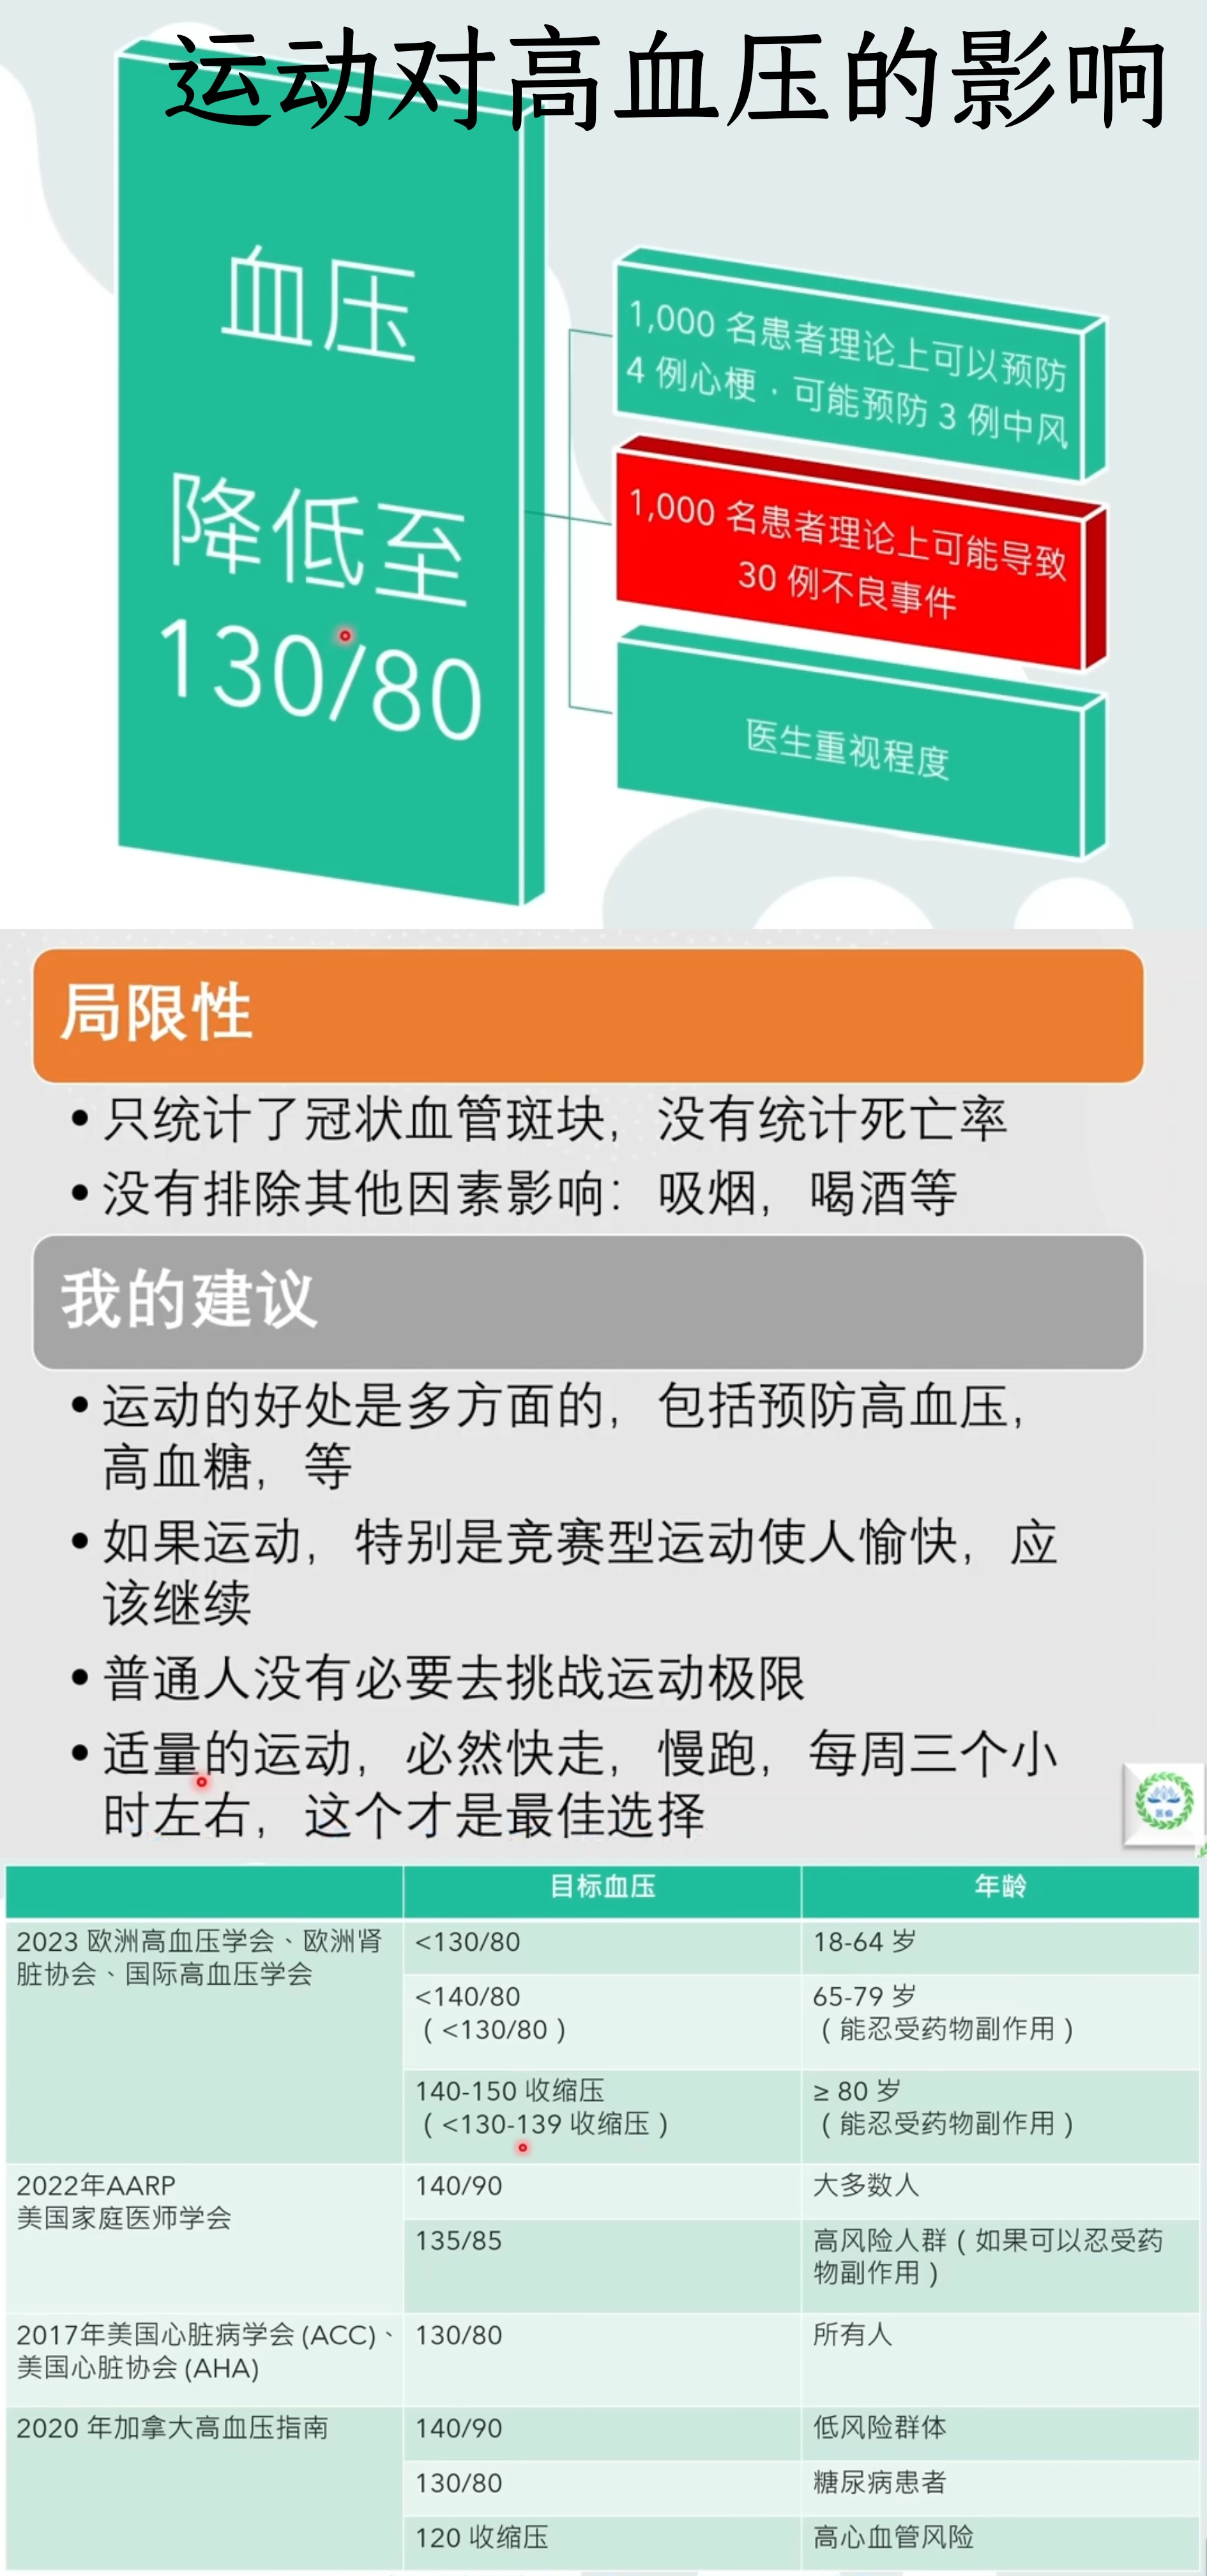 运动对高血压的影响
血压
降低至
130/80
1,000 名患者理论上可以预防
4 例心梗，可能预防 3 例中风
1,000 名患者理论上可能导致
30 例不良事件
医生重视程度
局限性
• 只统计了冠状血管斑块，没有统计死亡率
• 没有排除其他因素影响：吸烟，喝酒等
我的建议
• 运动的好处是多方面的，包括预防高血压，
高血糖，等
• 如果运动，特别是竞赛型运动使人愉快，应
该继续
• 普通人没有必要去挑战运动极限
• 适量的运动，必然快走，慢跑，每周三个小
时左右，这个才是最佳选择
目标血压 年龄
2023 欧洲高血压学会、欧洲肾
脏协会、国际高血压学会
<130/80 18-64 岁
<140/80 65-79 岁
（<130/80） （能忍受药物副作用）
140-150 收缩压 ≥ 80 岁
（<130-139 收缩压） （能忍受药物副作用）
2022年AARP
美国家庭医师学会
140/90 大多数人
135/85 高风险人群（如果可以忍受药
物副作用）
2017年美国心脏病学会 (ACC)、
美国心脏协会 (AHA)
130/80 所有人
2020 年加拿大高血压指南 140/90 低风险群体
130/80 糖尿病患者
120 收缩压 高心血管风险